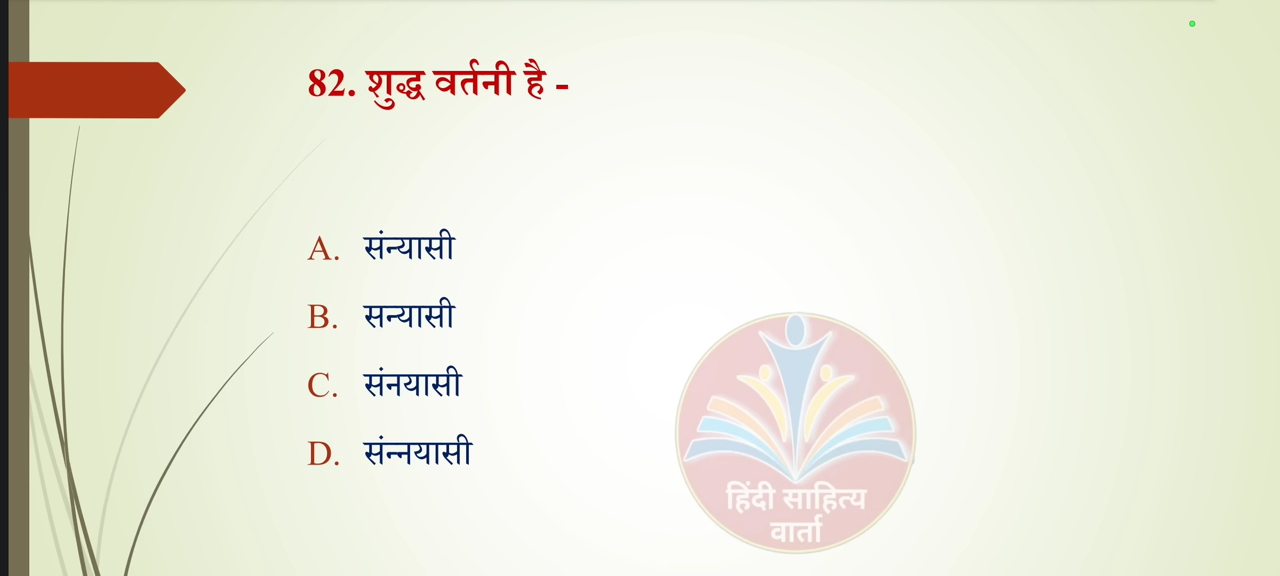 82. शुद्ध वर्तनी है -
A. संन्यासी
B. सन्यासी
C. संनयासी
D. संन्नयासी
हिंदी साहित्य
वार्ता